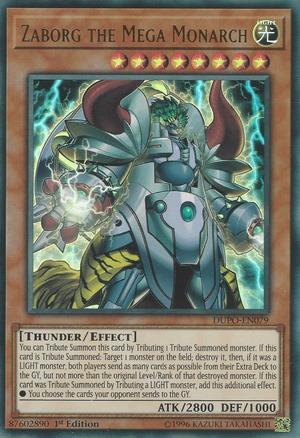 Zaborg the Mega Monarch
LIGHT
光
DUPO-EN079
[THUNDER/EFFECT]
You can Tribute Summon this card by Tributing 1 Tribute Summoned monster. If this
card is Tribute Summoned: Target 1 monster on the field; destroy it, then, if it was a
LIGHT monster, both players send as many cards as possible from their Extra Deck to
the GY, but not more than the original Level/Rank of that destroyed monster. If this
card was Tribute Summoned by Tributing a LIGHT monster, add this additional effect.
● You choose the cards your opponent sends to the GY.
ATK/2800 DEF/1000
87602890 1st Edition ©1996 KAZUKI TAKAHASHI